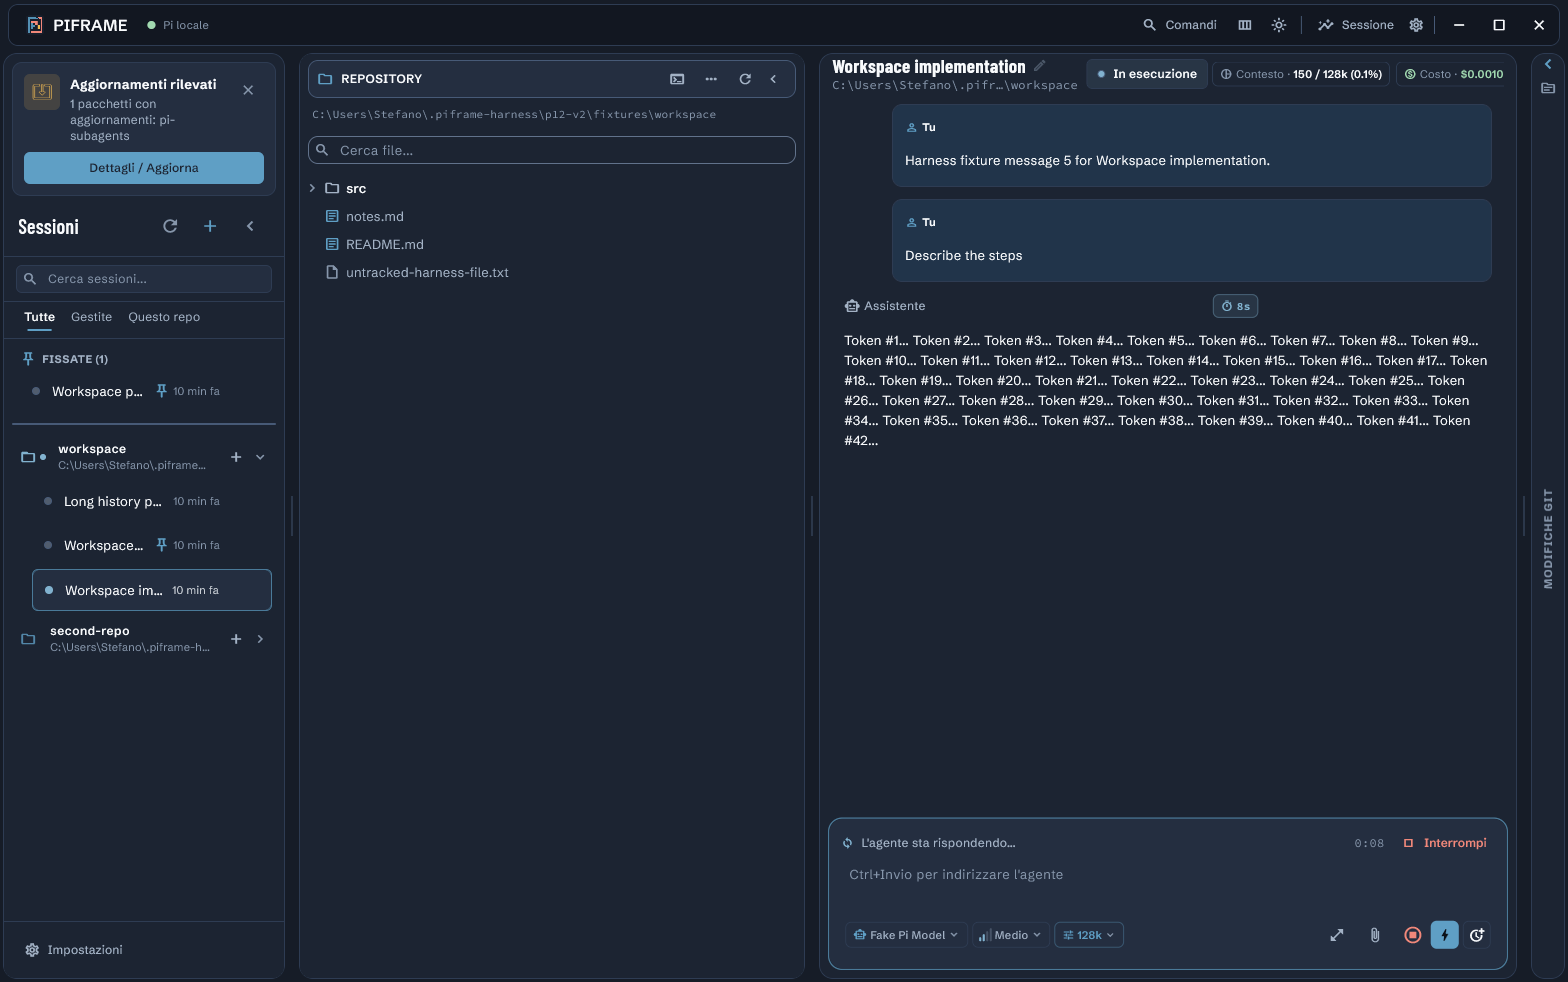 PIFRAME
Pi locale
Comandi
Sessione
Aggiornamenti rilevati
1 pacchetti con
aggiornamenti: pi-
subagents
Dettagli / Aggiorna
Sessioni
Cerca sessioni...
Tutte
Gestite
Questo repo
FISSATE (1)
Workspace p...
10 min fa
workspace
C:\Users\Stefano\.piframe...
Long history p...
10 min fa
Workspace...
10 min fa
Workspace im...
10 min fa
second-repo
C:\Users\Stefano\.piframe-h...
Impostazioni
REPOSITORY
C:\Users\Stefano\.piframe-harness\p12-v2\fixtures\workspace
Cerca file...
src
notes.md
README.md
untracked-harness-file.txt
Workspace implementation
C:\Users\Stefano\.pifr…\workspace
In esecuzione
Contesto · 150 / 128k (0.1%)
Costo · $0.0010
Tu
Harness fixture message 5 for Workspace implementation.
Tu
Describe the steps
Assistente
8s
Token #1... Token #2... Token #3... Token #4... Token #5... Token #6... Token #7... Token #8... Token #9...
Token #10... Token #11... Token #12... Token #13... Token #14... Token #15... Token #16... Token #17... Token
#18... Token #19... Token #20... Token #21... Token #22... Token #23... Token #24... Token #25... Token
#26... Token #27... Token #28... Token #29... Token #30... Token #31... Token #32... Token #33... Token
#34... Token #35... Token #36... Token #37... Token #38... Token #39... Token #40... Token #41... Token
#42...
L'agente sta rispondendo...
0:08
Interrompi
Ctrl+Invio per indirizzare l'agente
Fake Pi Model
Medio
128k
MODIFICHE GIT